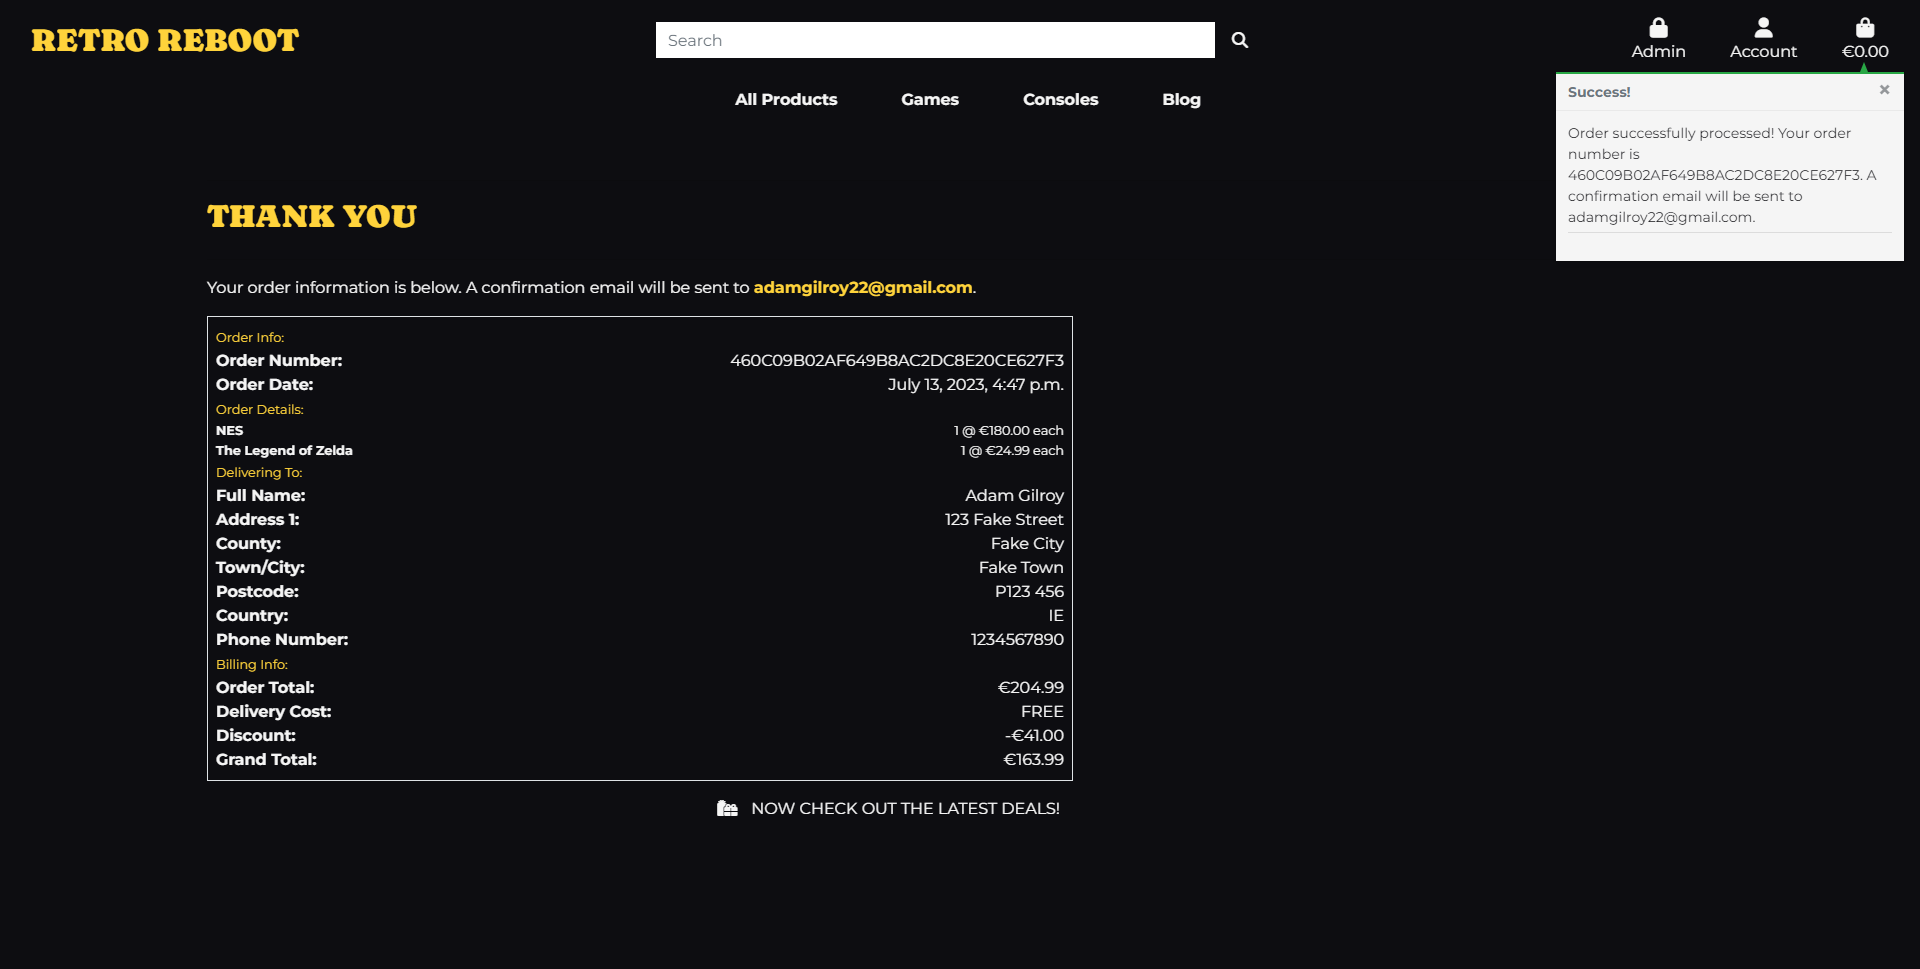 RETRO REBOOT
Search
Admin
Account
€0.00
All Products
Games
Consoles
Blog
Success!
×
Order successfully processed! Your order
number is
460C09B02AF649B8AC2DC8E20CE627F3. A
confirmation email will be sent to
adamgilroy22@gmail.com.
THANK YOU
Your order information is below. A confirmation email will be sent to adamgilroy22@gmail.com.
Order Info:
Order Number: 460C09B02AF649B8AC2DC8E20CE627F3
Order Date: July 13, 2023, 4:47 p.m.
Order Details:
NES 1 @ €180.00 each
The Legend of Zelda 1 @ €24.99 each
Delivering To:
Full Name: Adam Gilroy
Address 1: 123 Fake Street
County: Fake City
Town/City: Fake Town
Postcode: P123 456
Country: IE
Phone Number: 1234567890
Billing Info:
Order Total: €204.99
Delivery Cost: FREE
Discount: -€41.00
Grand Total: €163.99
NOW CHECK OUT THE LATEST DEALS!